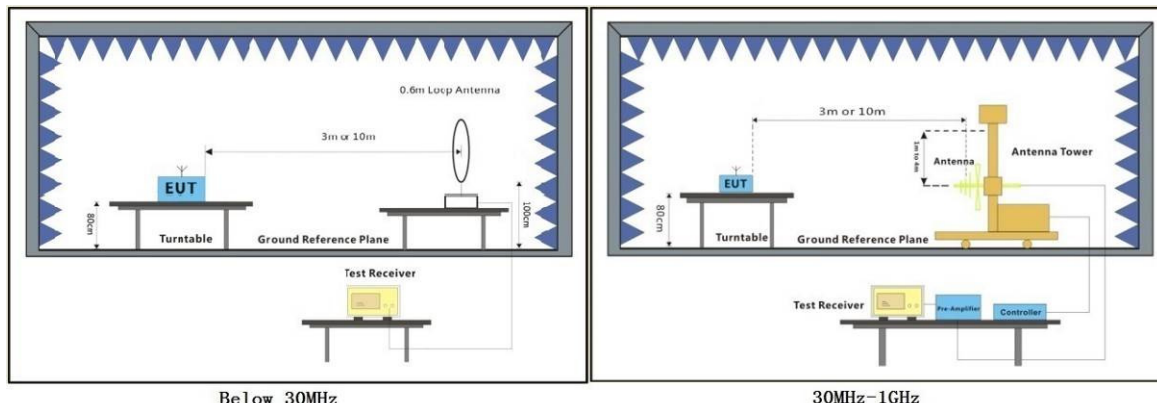 0.6m Loop Antenna
3m or 10m
EUT
80cm
100cm
Turntable
Ground Reference Plane
Test Receiver
Below 30MHz
3m or 10m
1m to 4m
Antenna
Antenna Tower
EUT
80cm
Turntable
Ground Reference Plane
Test Receiver
Pre-Amplifier
Controller
30MHz-1GHz